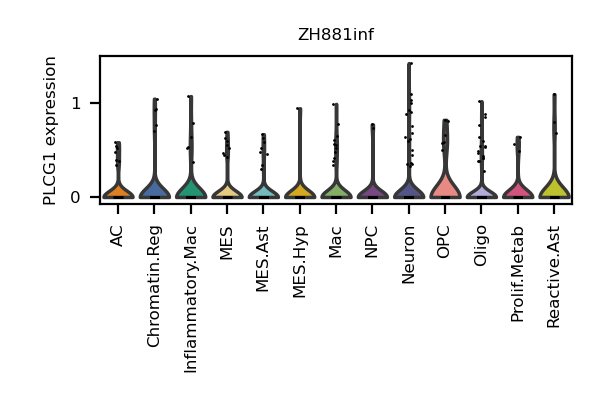 ZH881inf
PLCG1 expression
1
0
AC
Chromatin.Reg
Inflammatory.Mac
MES
MES.Ast
MES.Hyp
Mac
NPC
Neuron
OPC
Oligo
Prolif.Metab
Reactive.Ast